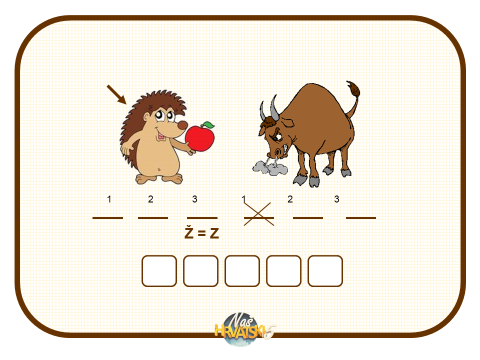 1 2 3 1 2 3
Ž = Z
Naš
HRVATSKI